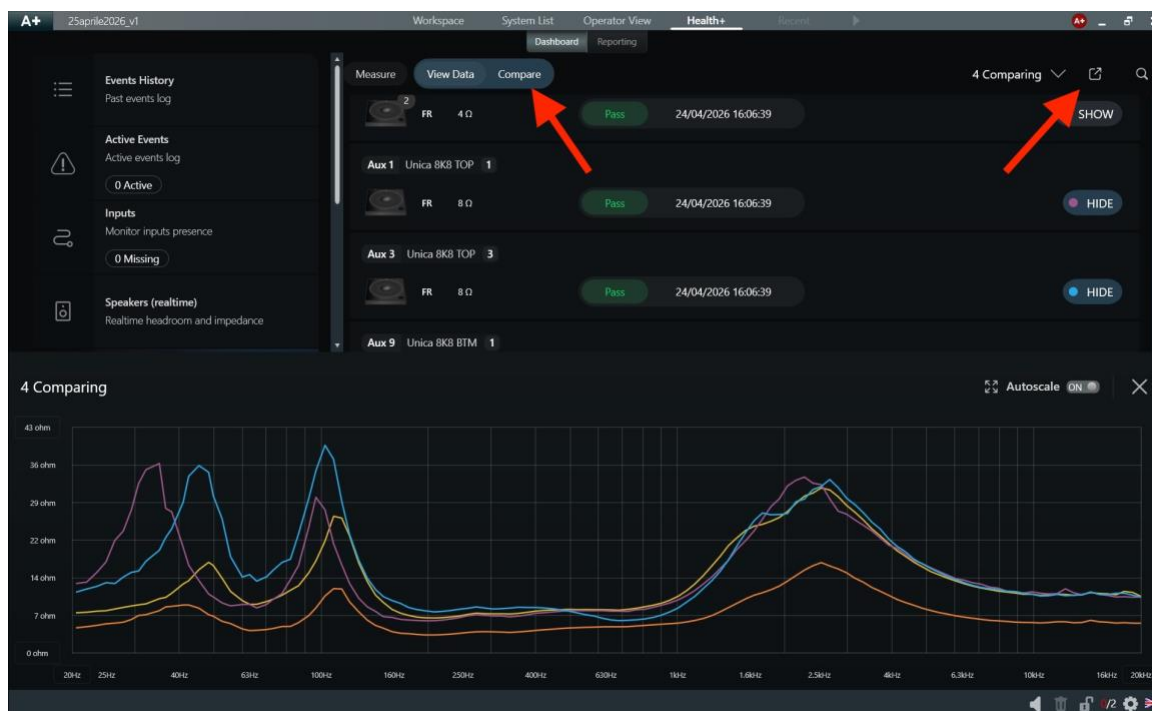 A+ 25aprile2026_v1 Workspace System List Operator View Health+ Recent A+
Dashboard Reporting
Measure View Data Compare 4 Comparing
Events History
Past events log
Active Events
Active events log
0 Active
Inputs
Monitor inputs presence
0 Missing
Speakers (realtime)
Realtime headroom and impedance
2 FR 4 Ω Pass 24/04/2026 16:06:39 SHOW
Aux 1 Unica 8K8 TOP 1
FR 8 Ω Pass 24/04/2026 16:06:39 HIDE
Aux 3 Unica 8K8 TOP 3
FR 8 Ω Pass 24/04/2026 16:06:39 HIDE
Aux 9 Unica 8K8 BTM 1
4 Comparing Autoscale ON
43 ohm
36 ohm
29 ohm
22 ohm
14 ohm
7 ohm
0 ohm
20Hz 25Hz 40Hz 63Hz 100Hz 160Hz 250Hz 400Hz 630Hz 1kHz 1.6kHz 2.5kHz 4kHz 6.3kHz 10kHz 16kHz 20kHz
0/2